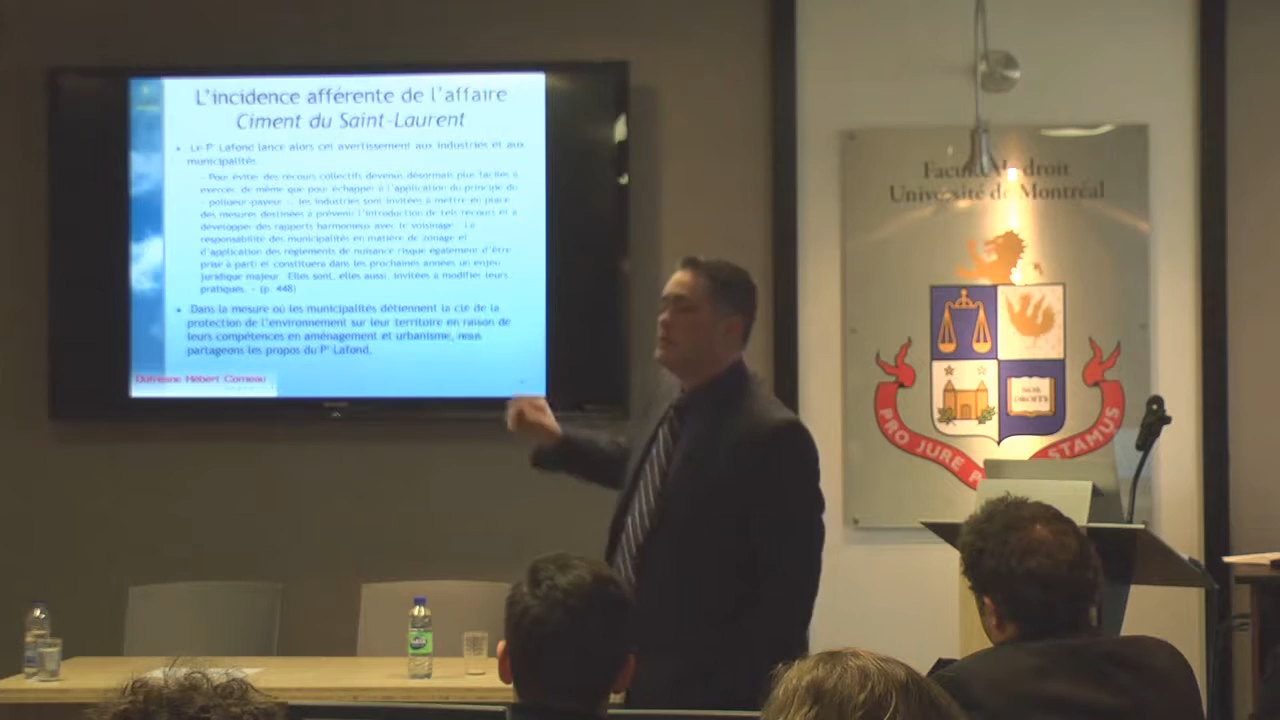 L'incidence afférente de l'affaire
Ciment du Saint-Laurent
• Le Pr Lafond lance alors cet avertissement aux industries et aux
municipalités
« Pour éviter des recours collectifs devenus désormais plus faciles à
exercer, de même que pour échapper à l'application du principe du
« pollueur-payeur », les industries sont invitées à mettre en place
des mesures destinées à prévenir l'introduction de tels recours et à
développer des rapports harmonieux avec le voisinage. La
responsabilité des municipalités en matière de zonage et
d'application des règlements de nuisance risque également d'être
prise à parti et constituera dans les prochaines années un enjeu
juridique majeur. Elles sont, elles aussi, invitées à modifier leurs
pratiques. » (p. 448)
• Dans la mesure où les municipalités détiennent la clé de la
protection de l'environnement sur leur territoire en raison de
leurs compétences en aménagement et urbanisme, nous
partageons les propos du Pr Lafond.
Dufresne Hébert Comeau
Faculté de droit
Université de Montréal
NOS
DROITS
PRO JURE
STAMUS